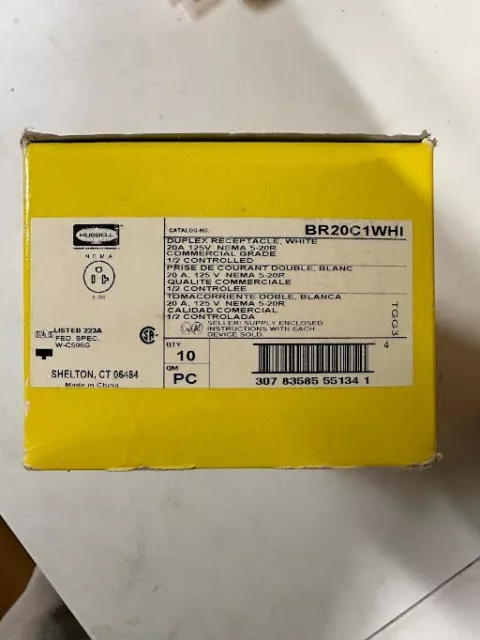 HUBBELL
CATALOG NO. BR20C1WHI
DUPLEX RECEPTACLE, WHITE
20A 125V NEMA 5-20R
COMMERCIAL GRADE
1/2 CONTROLLED
PRISE DE COURANT DOUBLE, BLANC
20 A, 125 V NEMA 5-20R
QUALITE COMMERCIALE
1/2 CONTROLEE
TOMACORRIENTE DOBLE, BLANCA
20 A, 125 V NEMA 5-20R
CALIDAD COMERCIAL
1/2 CONTROLADA
SELLER: SUPPLY ENCLOSED
INSTRUCTIONS WITH EACH
DEVICE SOLD.
TGG3
NEMA
5-20
LISTED 223A
FED. SPEC.
W-C596G
SHELTON, CT 06484
Made in China
QTY
10
QM
PC
4
307 83585 55134 1